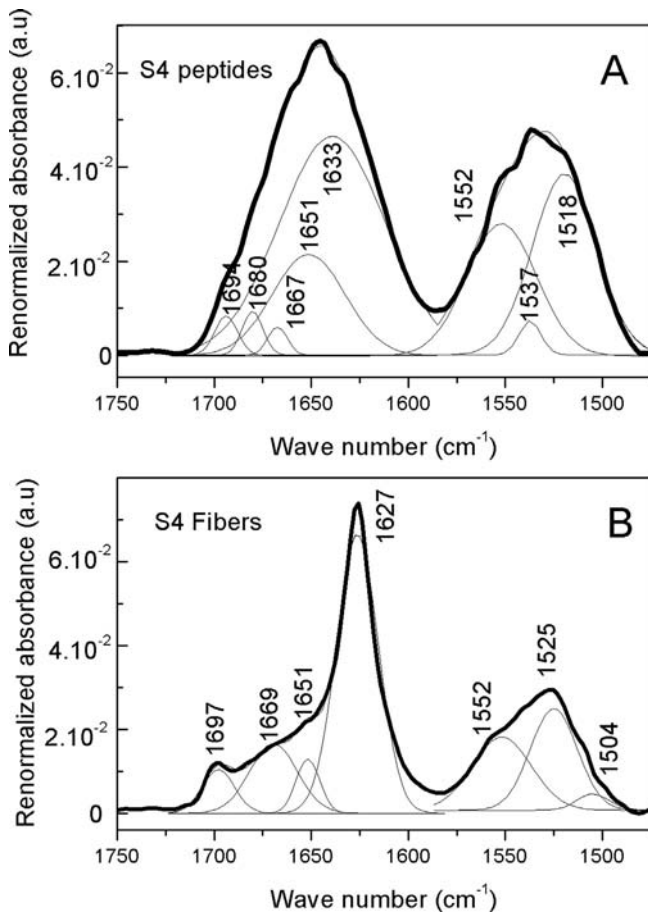 A
S4 peptides
Renormalized absorbance (a.u)
6.10⁻²
4.10⁻²
2.10⁻²
0
1694
1680
1667
1651
1633
1552
1537
1518
1750 1700 1650 1600 1550 1500
Wave number (cm⁻¹)
B
S4 Fibers
Renormalized absorbance (a.u)
6.10⁻²
4.10⁻²
2.10⁻²
0
1697
1669
1651
1627
1552
1525
1504
1750 1700 1650 1600 1550 1500
Wave number (cm⁻¹)